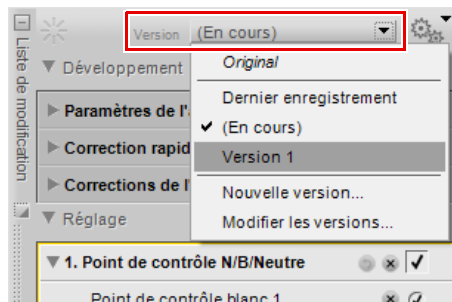 Liste de modification
Version (En cours)
Développement
Original
Dernier enregistrement
(En cours)
Version 1
Nouvelle version...
Modifier les versions...
Paramètres de l'
Correction rapid
Corrections de l'
Réglage
1. Point de contrôle N/B/Neutre
Point de contrôle blanc 1